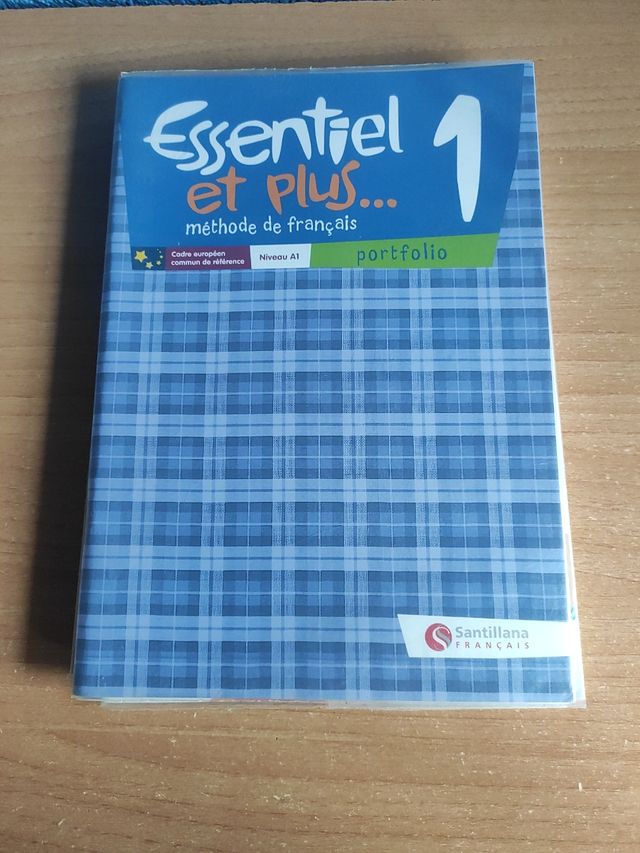 Essentiel 1
et plus...
méthode de français
Cadre européen
commun de référence
Niveau A1
portfolio
Santillana
FRANÇAIS